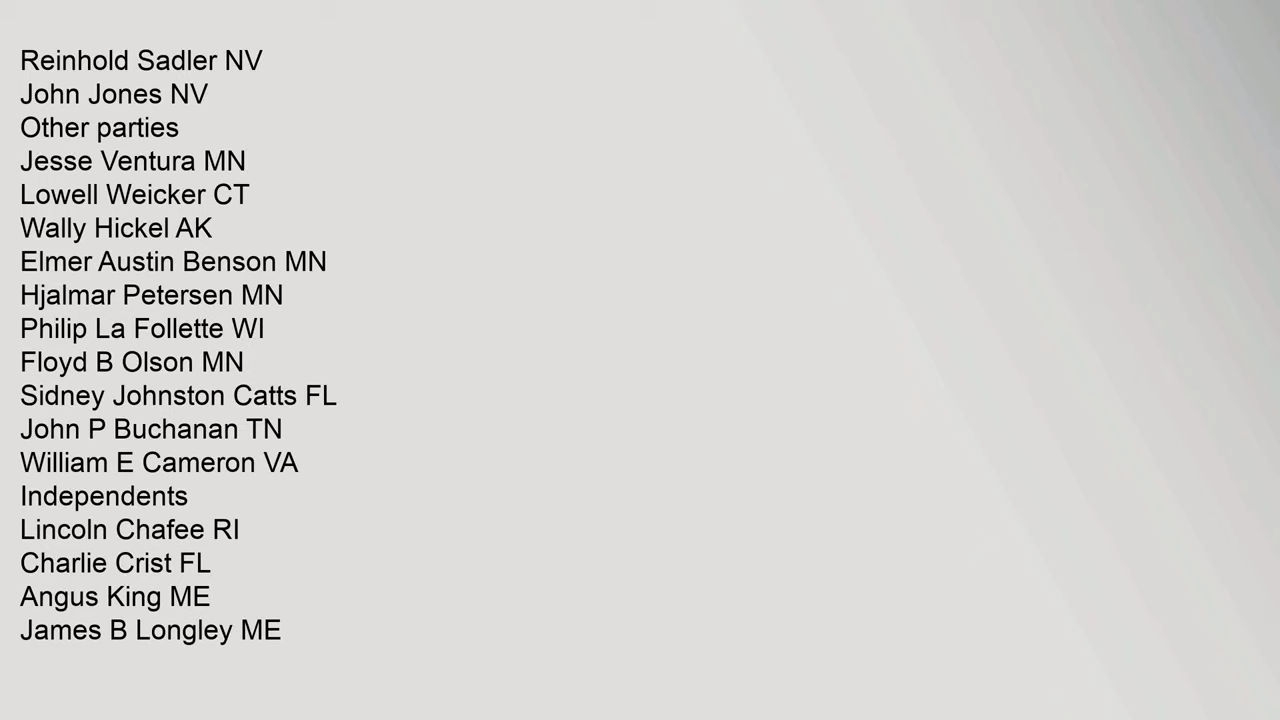 Reinhold Sadler NV
John Jones NV
Other parties
Jesse Ventura MN
Lowell Weicker CT
Wally Hickel AK
Elmer Austin Benson MN
Hjalmar Petersen MN
Philip La Follette WI
Floyd B Olson MN
Sidney Johnston Catts FL
John P Buchanan TN
William E Cameron VA
Independents
Lincoln Chafee RI
Charlie Crist FL
Angus King ME
James B Longley ME